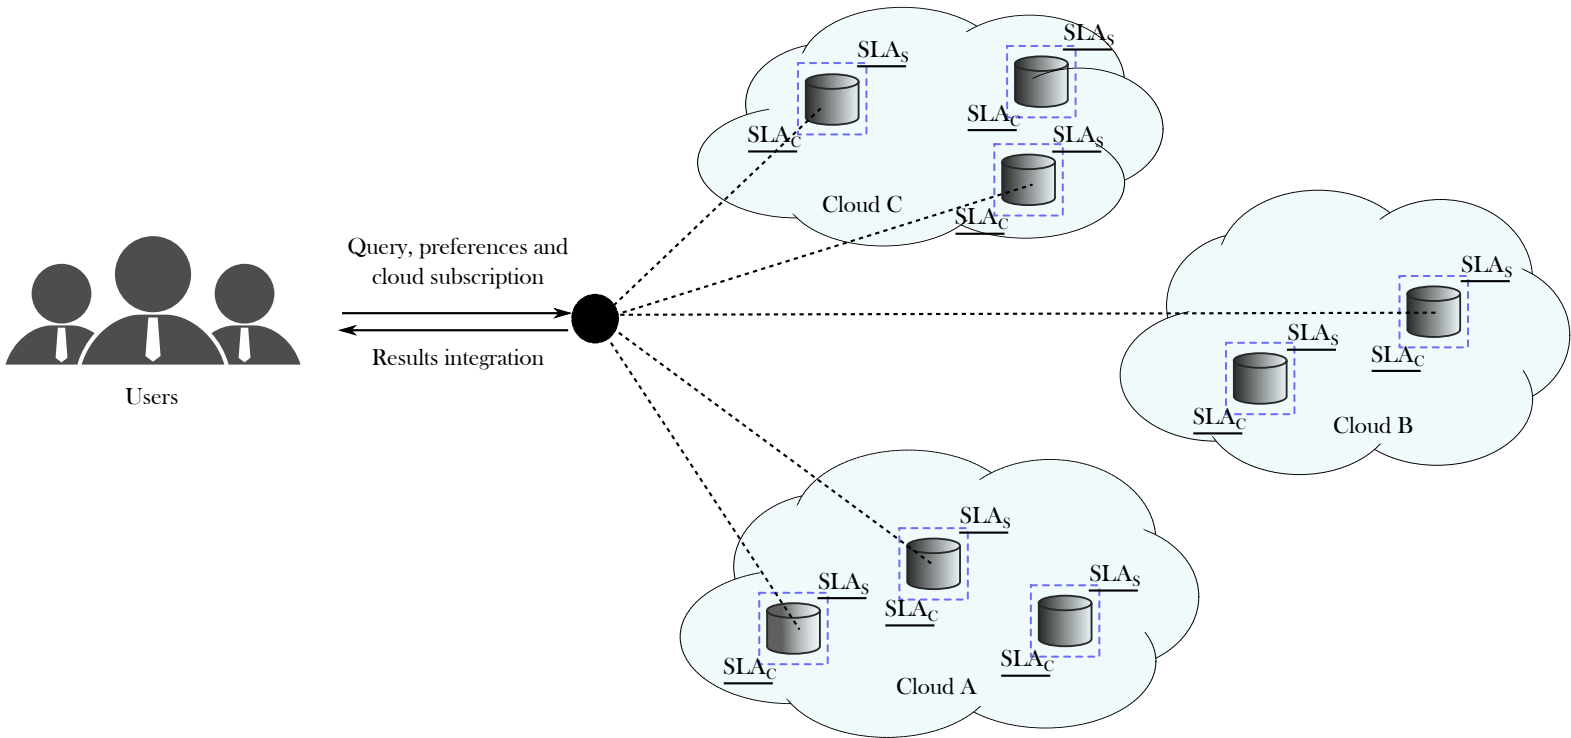 SLAS
SLAS
SLAC
SLAC
SLAS
Cloud C
SLAC
Query, preferences and
cloud subscription
Results integration
Users
SLAS
SLAS
SLAC
SLAC
Cloud B
SLAS
SLAS
SLAS
SLAC
SLAC
SLAC
Cloud A